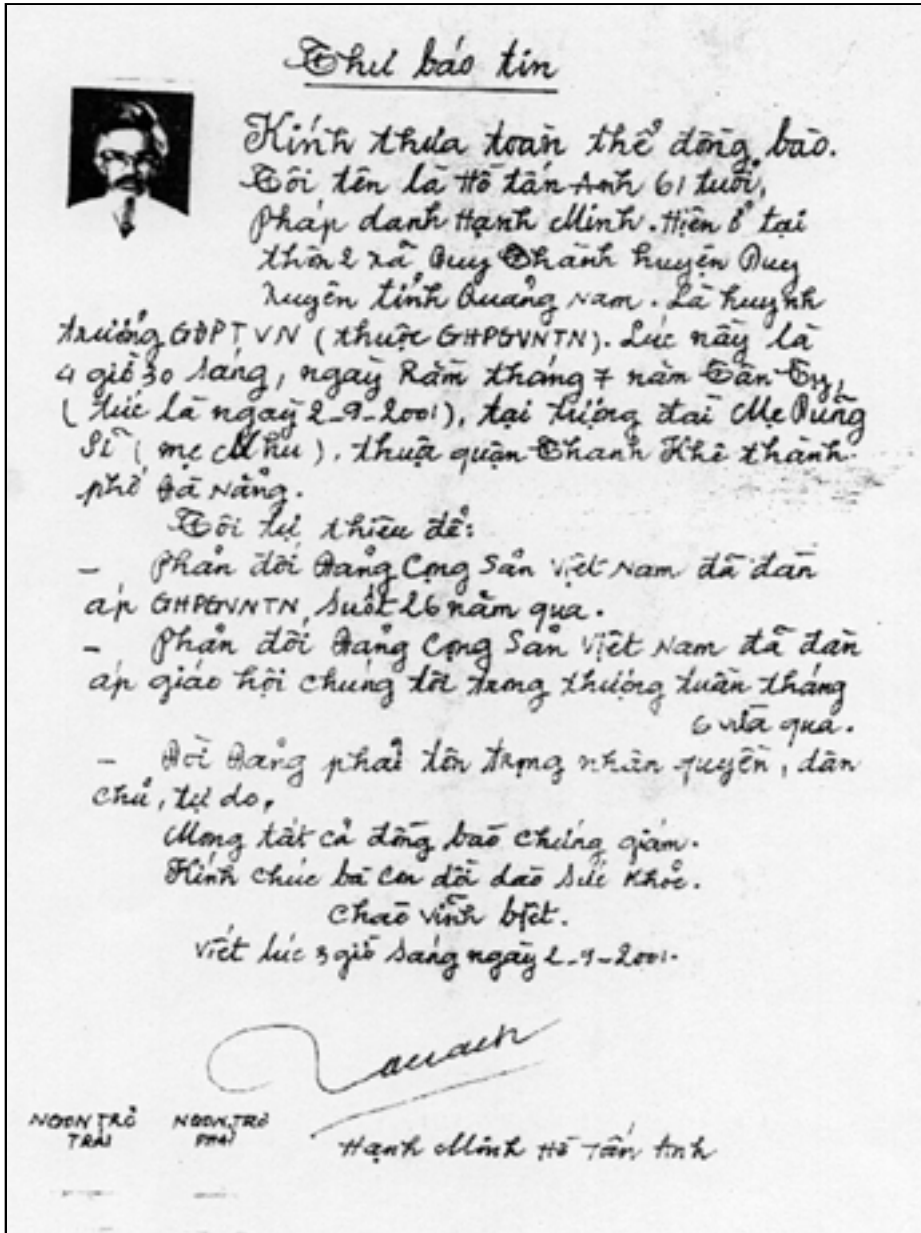 Thư báo tin
Kính thưa toàn thể đồng bào.
Tôi tên là Hồ Tấn Anh 61 tuổi,
Pháp danh Hạnh Minh. Hiện ở tại
thôn 2 xã Duy Thành huyện Duy
Xuyên tỉnh Quảng Nam. Là huynh
trưởng GĐPTVN (thuộc GHPGVNTN). Lúc nầy là
4 giờ 30 sáng, ngày Rằm tháng 7 năm Tân Tỵ,
(tức là ngày 2-9-2001), tại tượng đài Mẹ Dũng
Sĩ (mẹ Nhu). thuộc quận Thanh Khê thành
phố Đà Nẵng.
Tôi tự thiêu để:
- Phản đối Đảng Cộng Sản Việt Nam đã đàn
áp GHPGVNTN, suốt 26 năm qua.
- Phản đối Đảng Cộng Sản Việt Nam đã đàn
áp giáo hội chúng tôi trong thượng tuần tháng
6 vừa qua.
- Đòi Đảng phải tôn trọng nhân quyền, dân
chủ, tự do,
Mong tất cả đồng bào chứng giám.
Kính chúc bà con dồi dào sức khỏe.
Chào vĩnh biệt.
Viết lúc 3 giờ sáng ngày 2-9-2001.
NGÓN TRỎ NGÓN TRỎ
TRÁI PHẢI
Hạnh Minh Hồ Tấn Anh